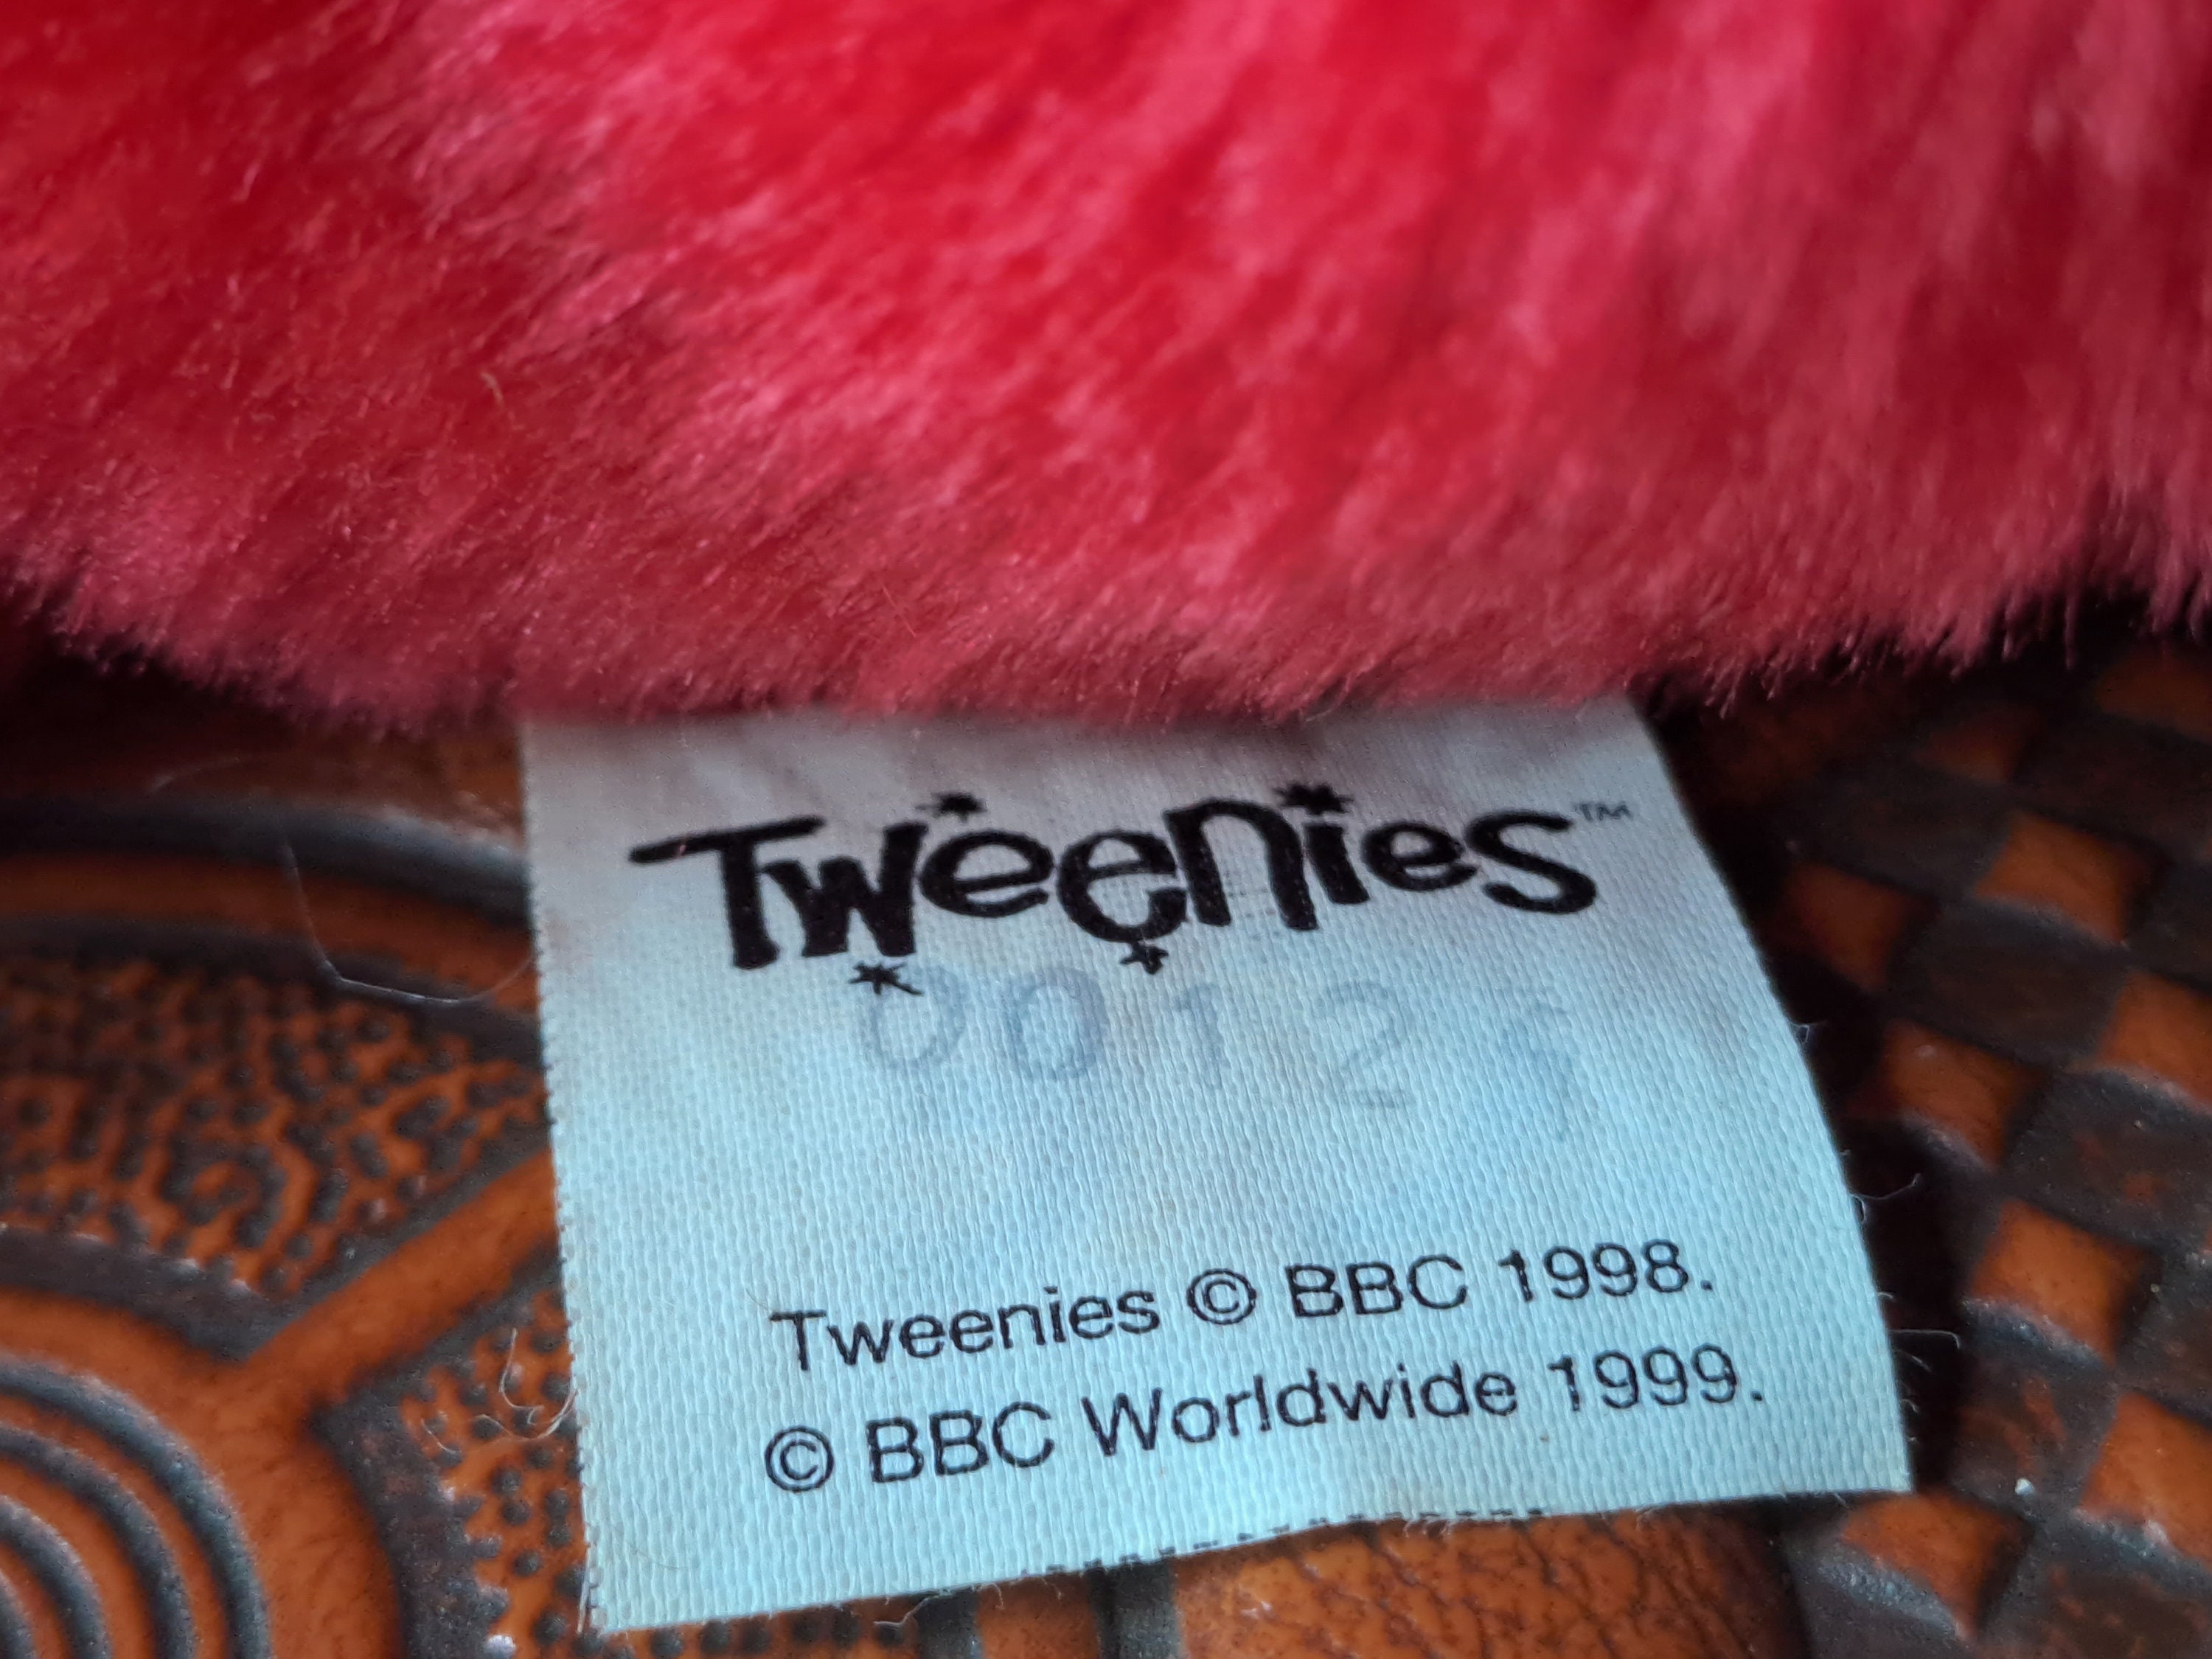 Tweenies™
Tweenies © BBC 1998.
© BBC Worldwide 1999.